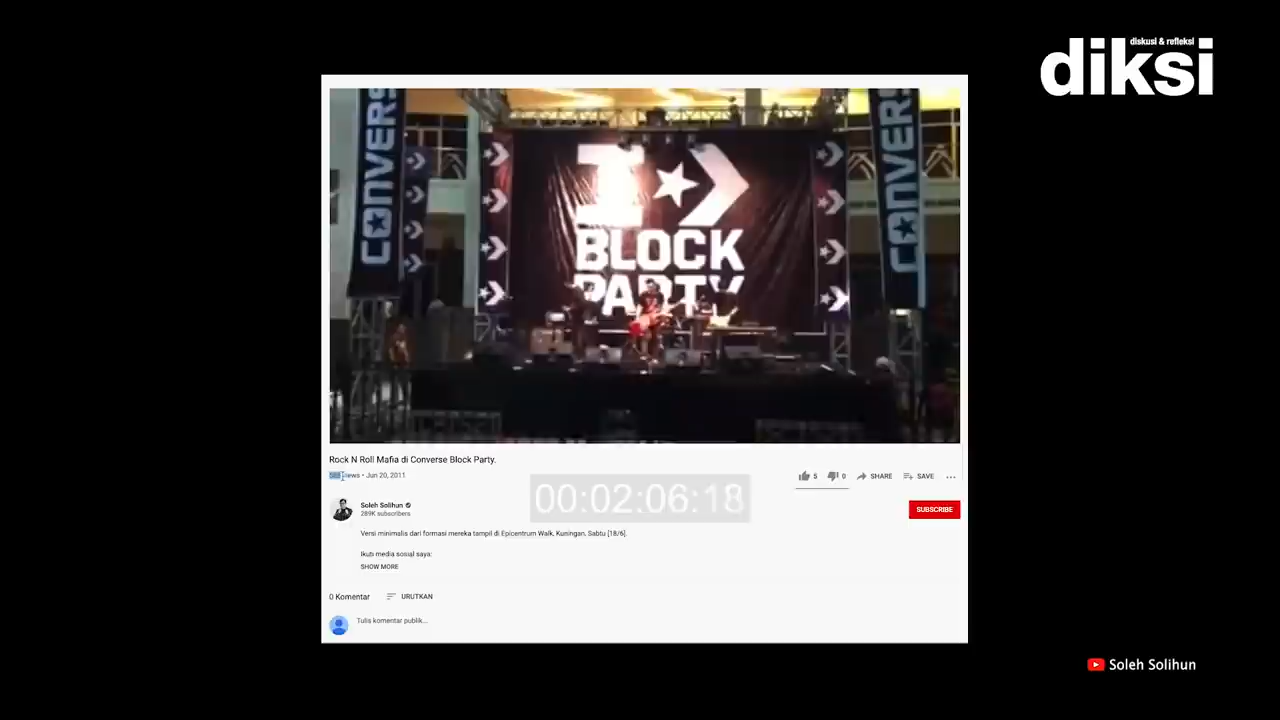 diskusi & refleksi
diksi
CONVERSE
CONVERS
I
BLOCK
PARTY
Rock N Roll Mafia di Converse Block Party.
views • Jun 20, 2011
5
0
SHARE
SAVE
00:02:06:18
Soleh Solihun
289K subscribers
SUBSCRIBE
Versi minimalis dari formasi mereka tampil di Epicentrum Walk, Kuningan, Sabtu [18/6].
Ikuti media sosial saya:
SHOW MORE
0 Komentar
URUTKAN
Tulis komentar publik...
Soleh Solihun